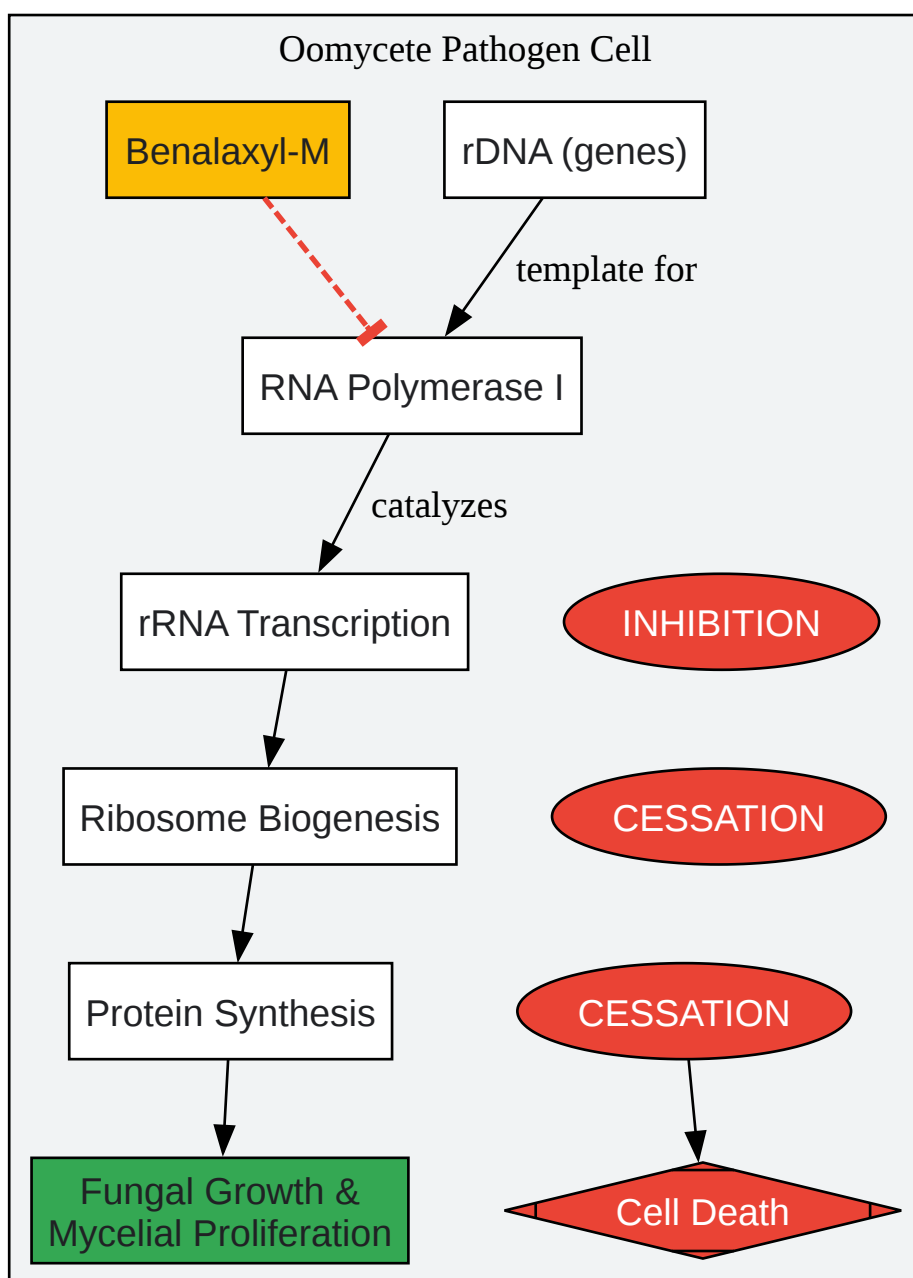 Oomycete Pathogen Cell
Benalaxyl-M
rDNA (genes)
template for
RNA Polymerase I
catalyzes
rRNA Transcription
INHIBITION
Ribosome Biogenesis
CESSATION
Protein Synthesis
CESSATION
Fungal Growth &
Mycelial Proliferation
Cell Death